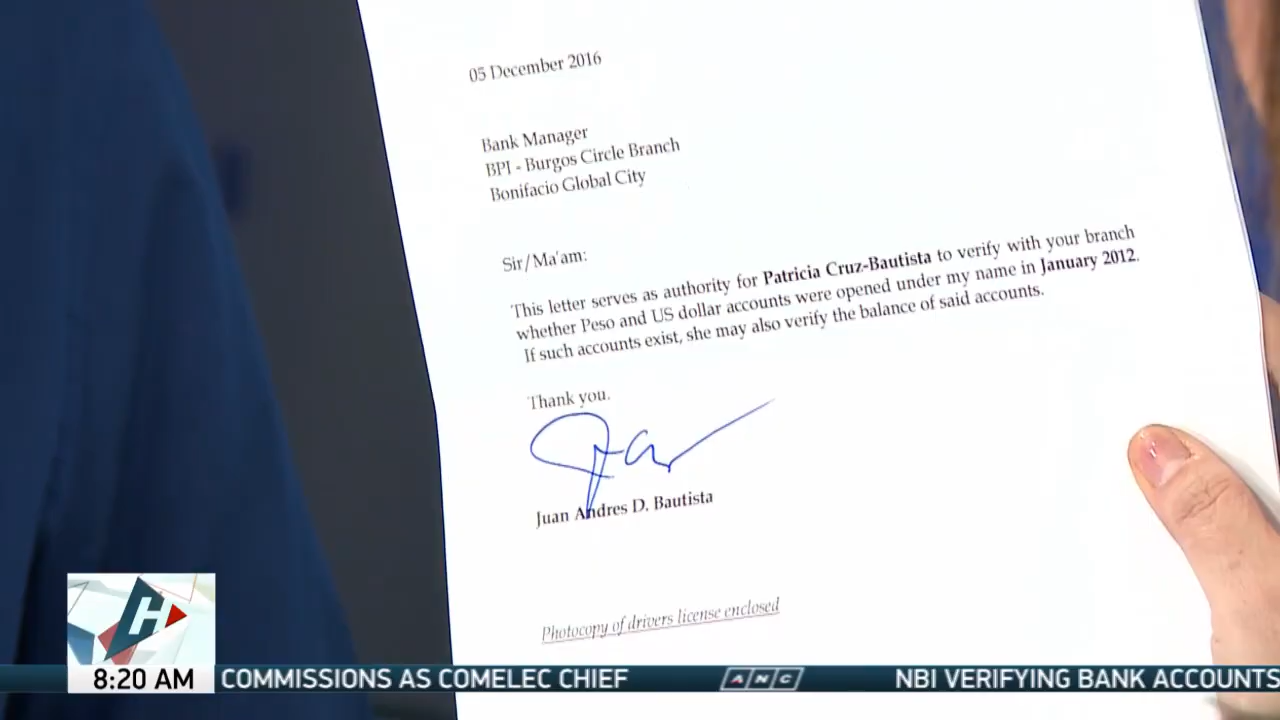 05 December 2016
Bank Manager
BPI - Burgos Circle Branch
Bonifacio Global City
Sir/Ma'am:
This letter serves as authority for Patricia Cruz-Bautista to verify with your branch
whether Peso and US dollar accounts were opened under my name in January 2012.
If such accounts exist, she may also verify the balance of said accounts.
Thank you.
Juan Andres D. Bautista
Photocopy of drivers license enclosed
H
8:20 AM COMMISSIONS AS COMELEC CHIEF ANC NBI VERIFYING BANK ACCOUNTS